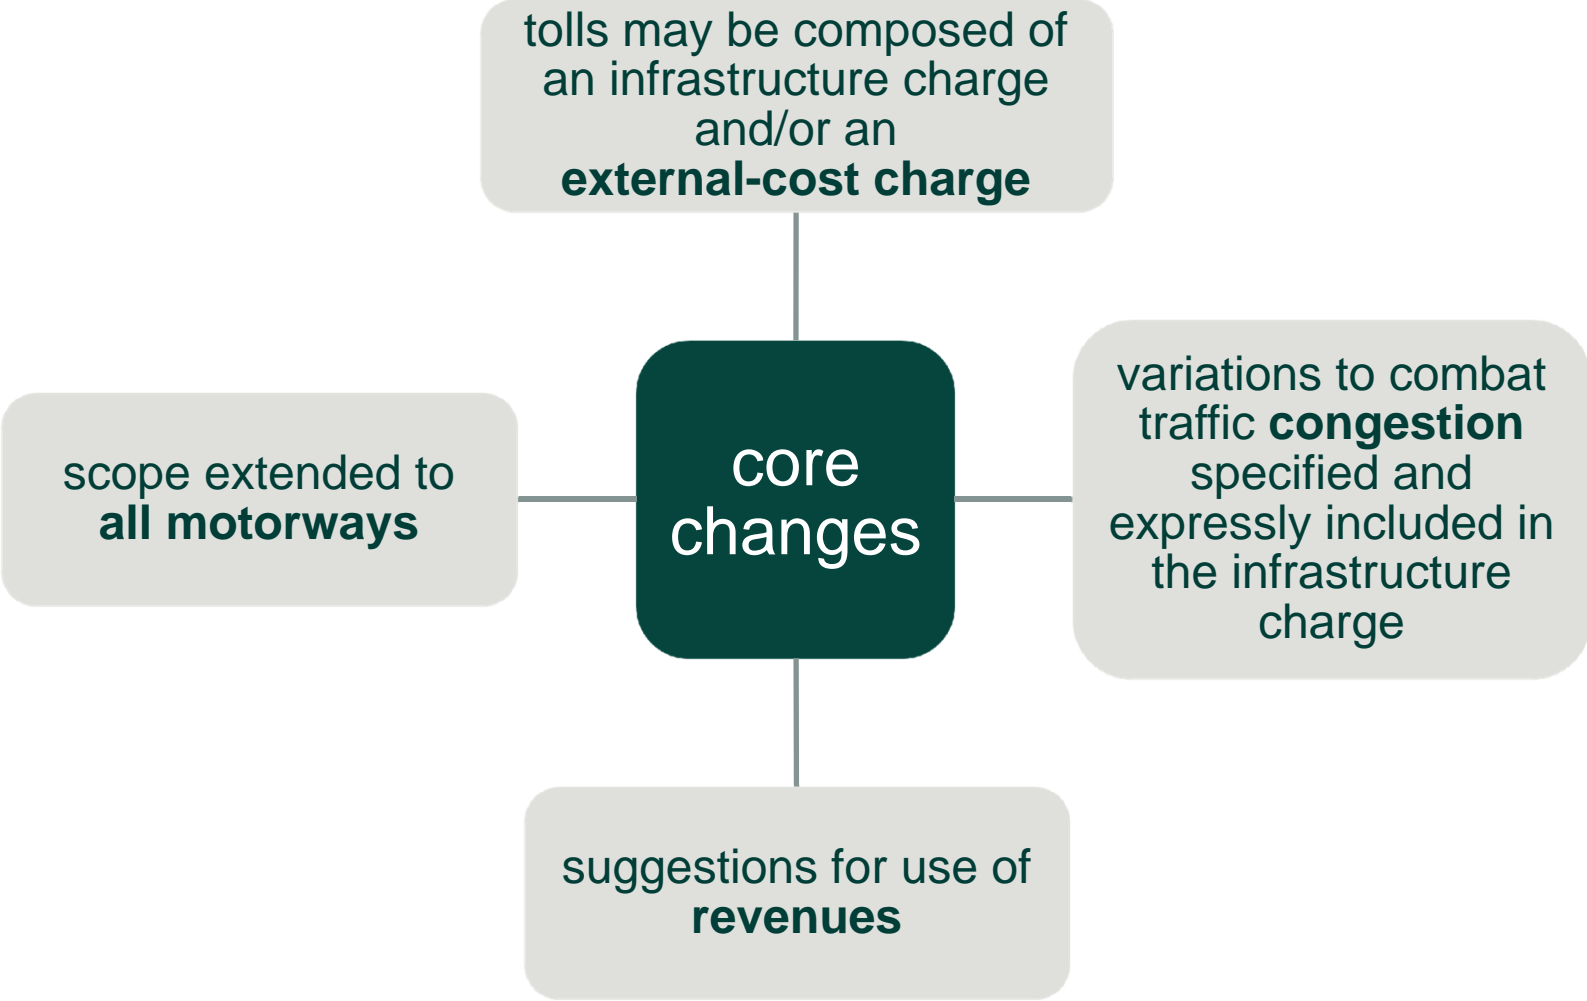 tolls may be composed of
an infrastructure charge
and/or an
external-cost charge
scope extended to
all motorways
core
changes
variations to combat
traffic congestion
specified and
expressly included in
the infrastructure
charge
suggestions for use of
revenues